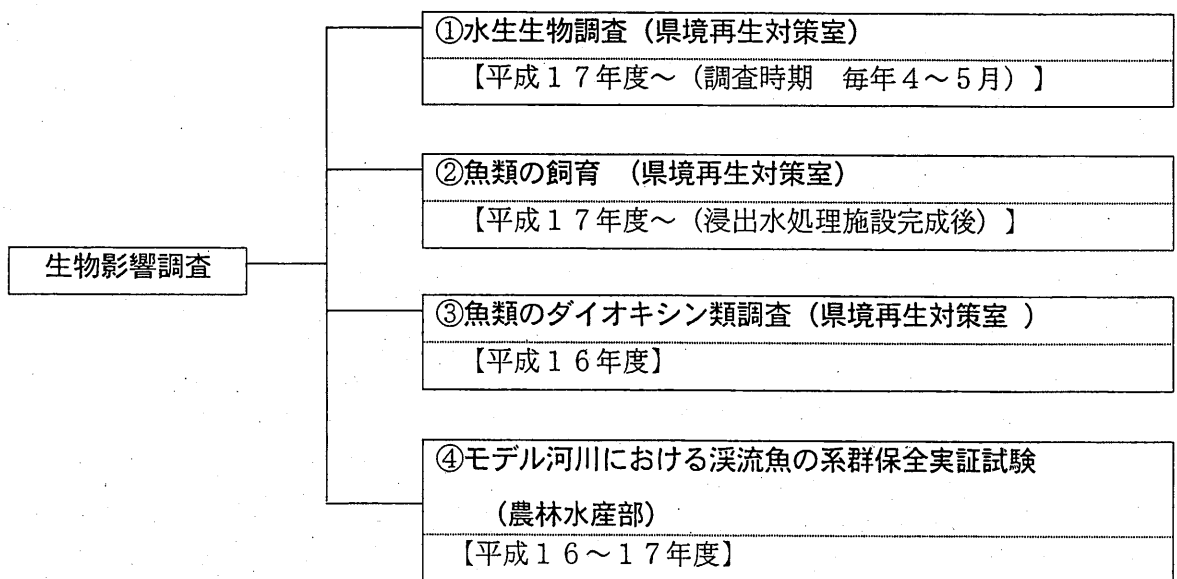 ①水生生物調査（県境再生対策室）
【平成１７年度～（調査時期　毎年４～５月）】
②魚類の飼育　（県境再生対策室）
【平成１７年度～（浸出水処理施設完成後）】
生物影響調査
③魚類のダイオキシン類調査（県境再生対策室　）
【平成１６年度】
④モデル河川における渓流魚の系群保全実証試験
（農林水産部）
【平成１６～１７年度】